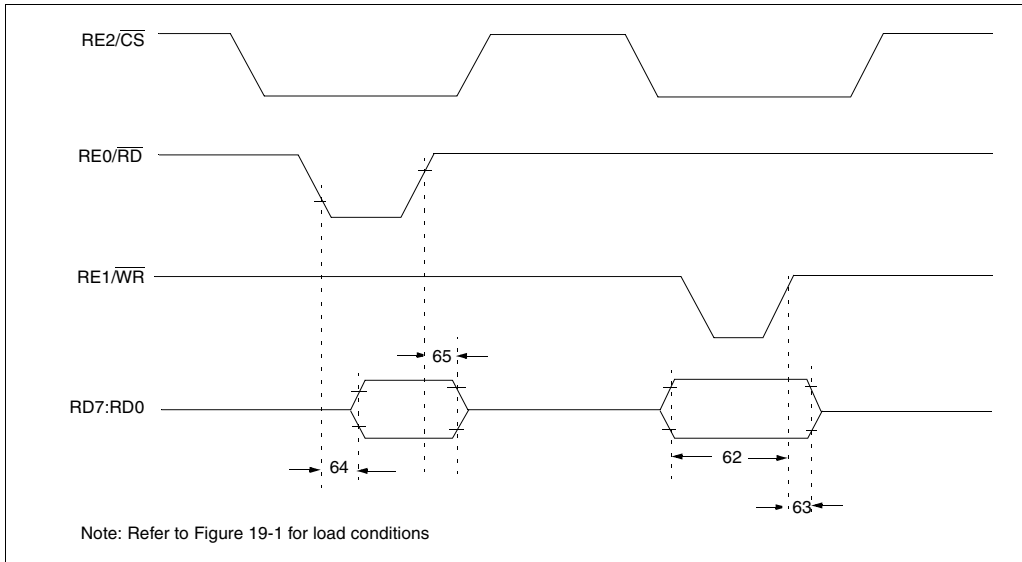 RE2/CS
RE0/RD
RE1/WR
65
RD7:RD0
64
62
63
Note: Refer to Figure 19-1 for load conditions